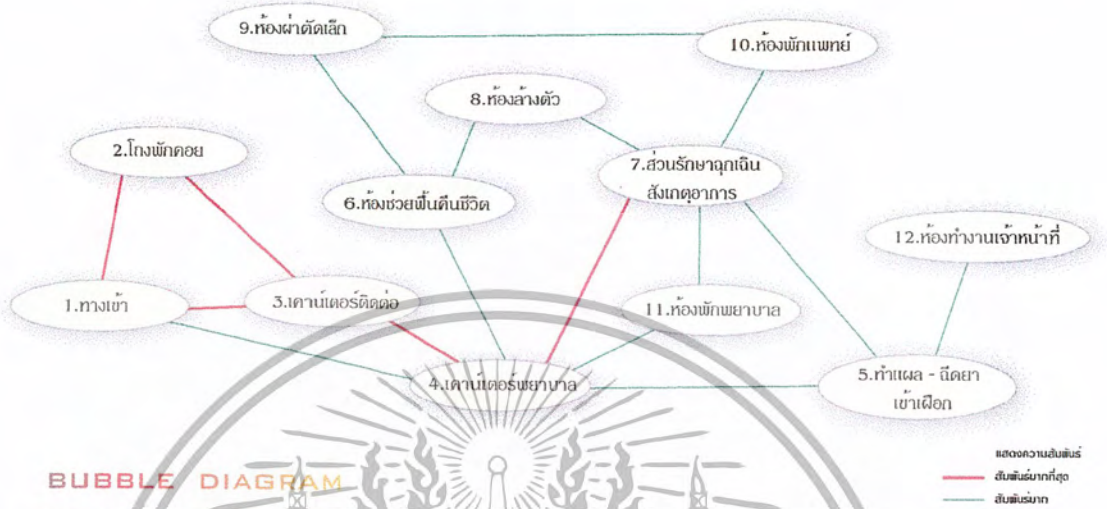 9.ห้องผ่าตัดเล็ก
10.ห้องพักแพทย์
8.ห้องล้างตัว
2.โถงพักคอย
7.ส่วนรักษาฉุกเฉิน
สังเกตุอาการ
6.ห้องช่วยฟื้นคืนชีวิต
12.ห้องทำงานเจ้าหน้าที่
1.ทางเข้า
3.เคาน์เตอร์ติดต่อ
11.ห้องพักพยาบาล
4.เคาน์เตอร์พยาบาล
5.ทำแผล - ฉีดยา
เข้าเฝือก
แสดงความสัมพันธ์
สัมพันธ์มากที่สุด
สัมพันธ์มาก
BUBBLE DIAGRAM